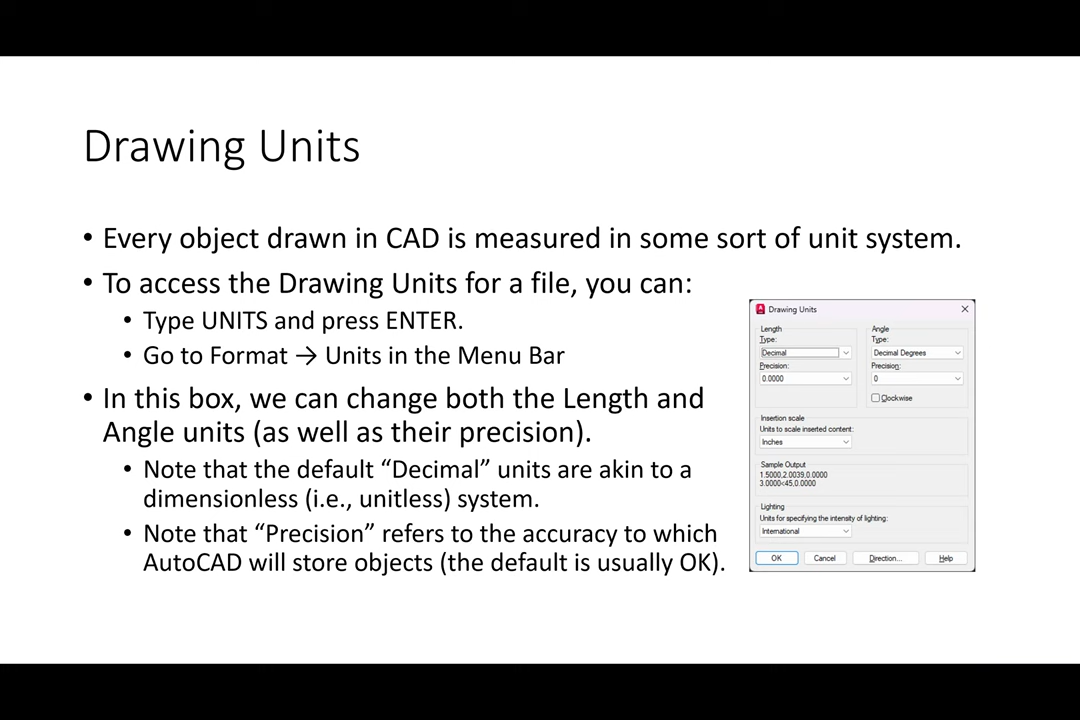 Drawing Units
• Every object drawn in CAD is measured in some sort of unit system.
• To access the Drawing Units for a file, you can:
• Type UNITS and press ENTER.
• Go to Format → Units in the Menu Bar
• In this box, we can change both the Length and
Angle units (as well as their precision).
• Note that the default “Decimal” units are akin to a
dimensionless (i.e., unitless) system.
• Note that “Precision” refers to the accuracy to which
AutoCAD will store objects (the default is usually OK).
Drawing Units
Length
Type:
Decimal
Precision:
0.0000
Angle
Type:
Decimal Degrees
Precision:
0
Clockwise
Insertion scale
Units to scale inserted content:
Inches
Sample Output
1.5000,2.0039,0.0000
3.0000<45,0.0000
Lighting
Units for specifying the intensity of lighting:
International
OK Cancel Direction... Help